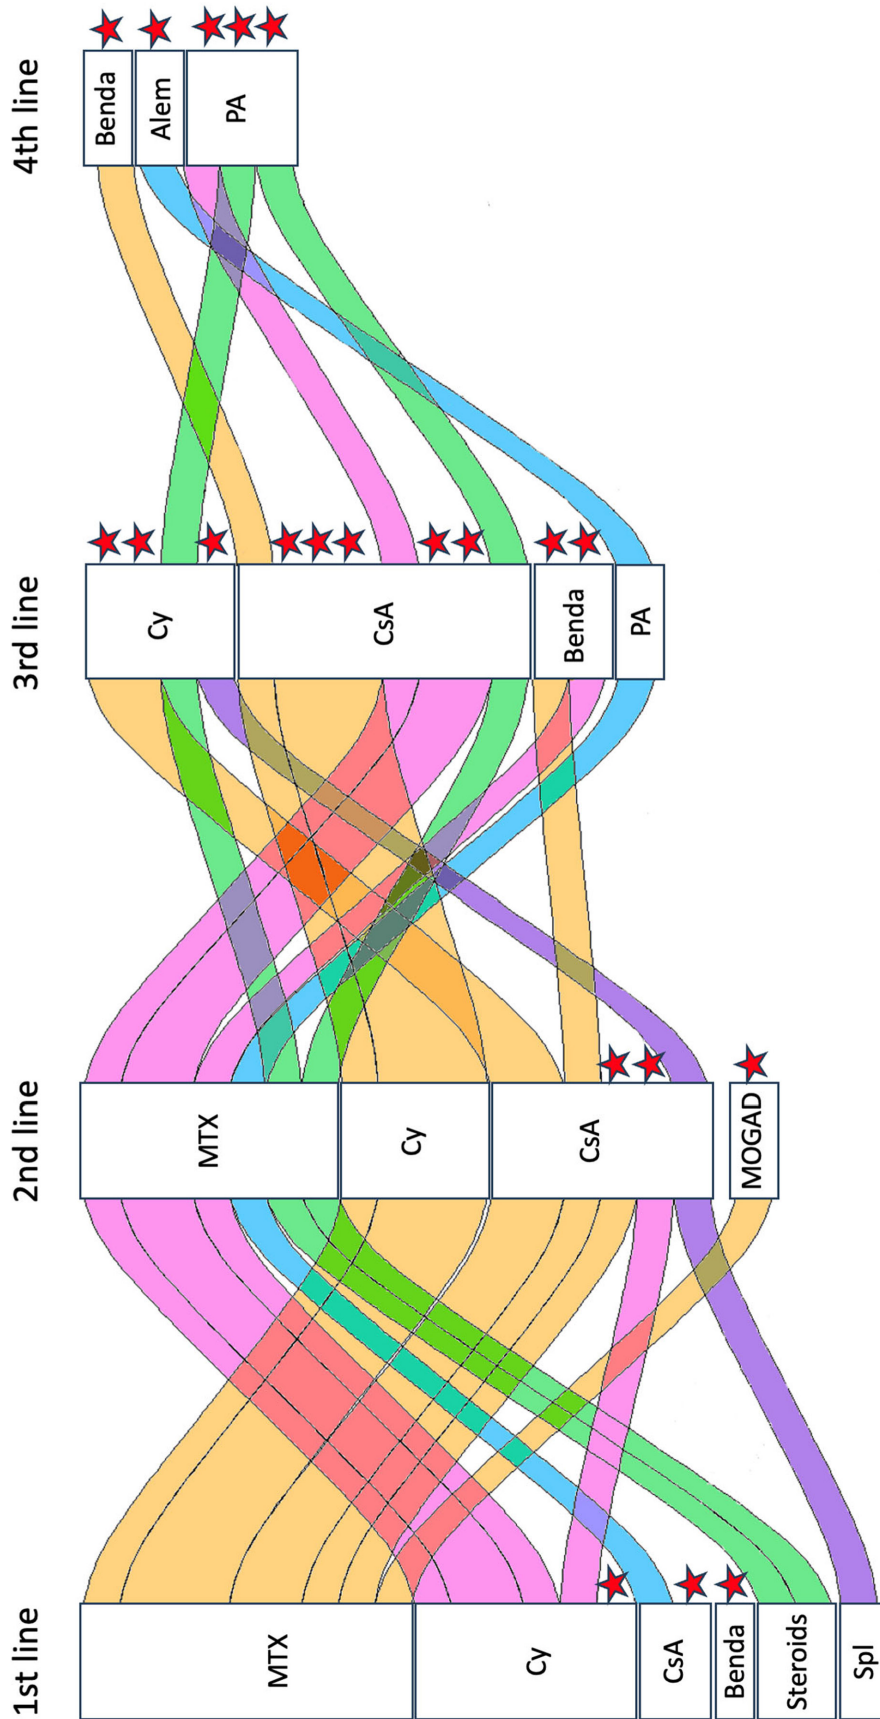 1st line
MTX
Cy
CsA
Benda
Steroids
Spl
2nd line
MTX
Cy
CsA
MOGAD
3rd line
Cy
CsA
Benda
PA
4th line
Benda
Alem
PA